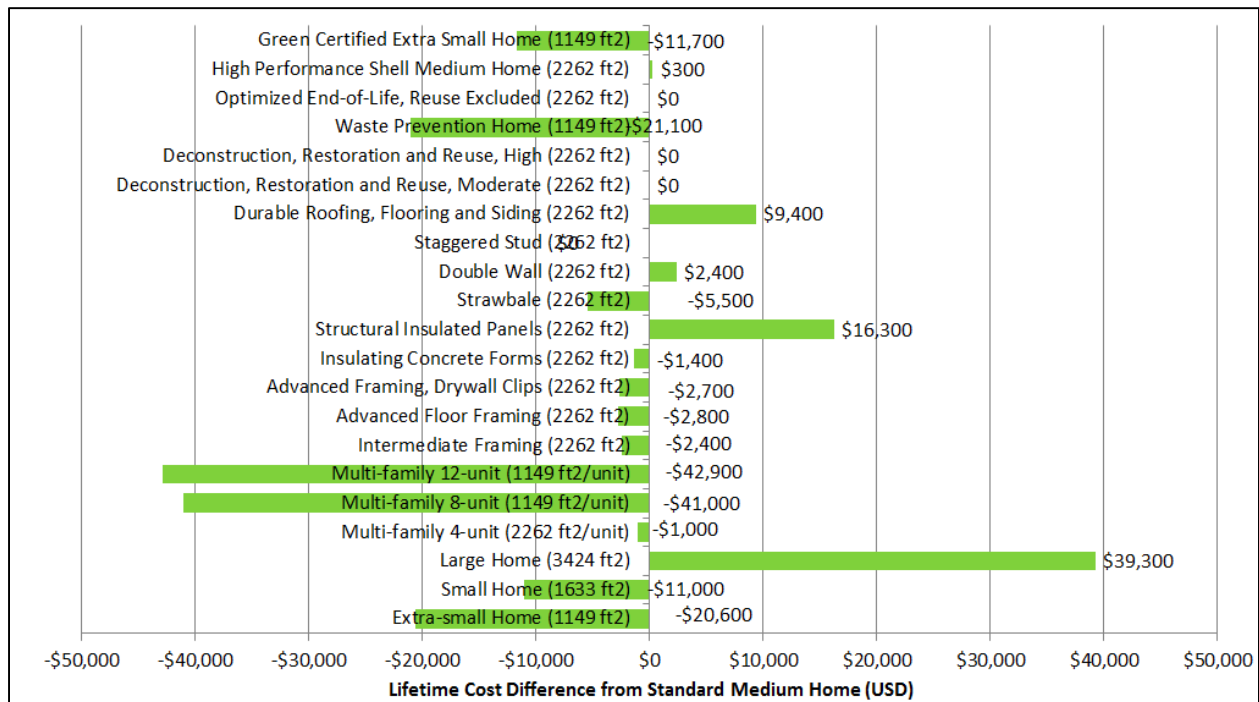 Green Certified Extra Small Home (1149 ft2) -$11,700
High Performance Shell Medium Home (2262 ft2) $300
Optimized End-of-Life, Reuse Excluded (2262 ft2) $0
Waste Prevention Home (1149 ft2) -$21,100
Deconstruction, Restoration and Reuse, High (2262 ft2) $0
Deconstruction, Restoration and Reuse, Moderate (2262 ft2) $0
Durable Roofing, Flooring and Siding (2262 ft2) $9,400
Staggered Stud (2262 ft2) $0
Double Wall (2262 ft2) $2,400
Strawbale (2262 ft2) -$5,500
Structural Insulated Panels (2262 ft2) $16,300
Insulating Concrete Forms (2262 ft2) -$1,400
Advanced Framing, Drywall Clips (2262 ft2) -$2,700
Advanced Floor Framing (2262 ft2) -$2,800
Intermediate Framing (2262 ft2) -$2,400
Multi-family 12-unit (1149 ft2/unit) -$42,900
Multi-family 8-unit (1149 ft2/unit) -$41,000
Multi-family 4-unit (2262 ft2/unit) -$1,000
Large Home (3424 ft2) $39,300
Small Home (1633 ft2) -$11,000
Extra-small Home (1149 ft2) -$20,600
-$50,000 -$40,000 -$30,000 -$20,000 -$10,000 $0 $10,000 $20,000 $30,000 $40,000 $50,000
Lifetime Cost Difference from Standard Medium Home (USD)